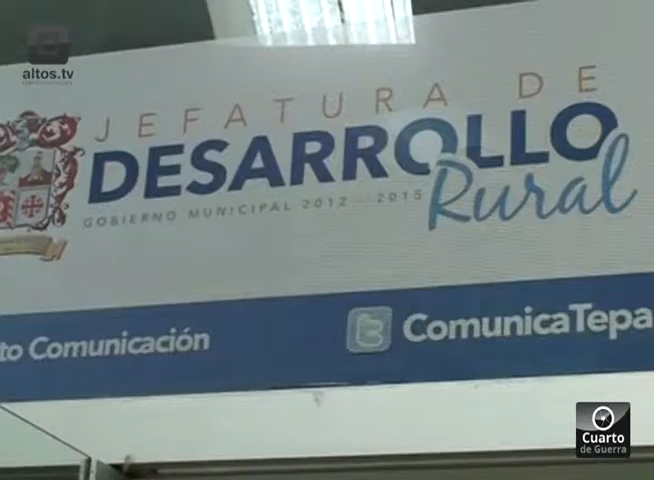 altos.tv
JEFATURA DE
DESARROLLO
Rural
GOBIERNO MUNICIPAL 2012 - 2015
to Comunicación
ComunicaTepa
Cuarto
de Guerra